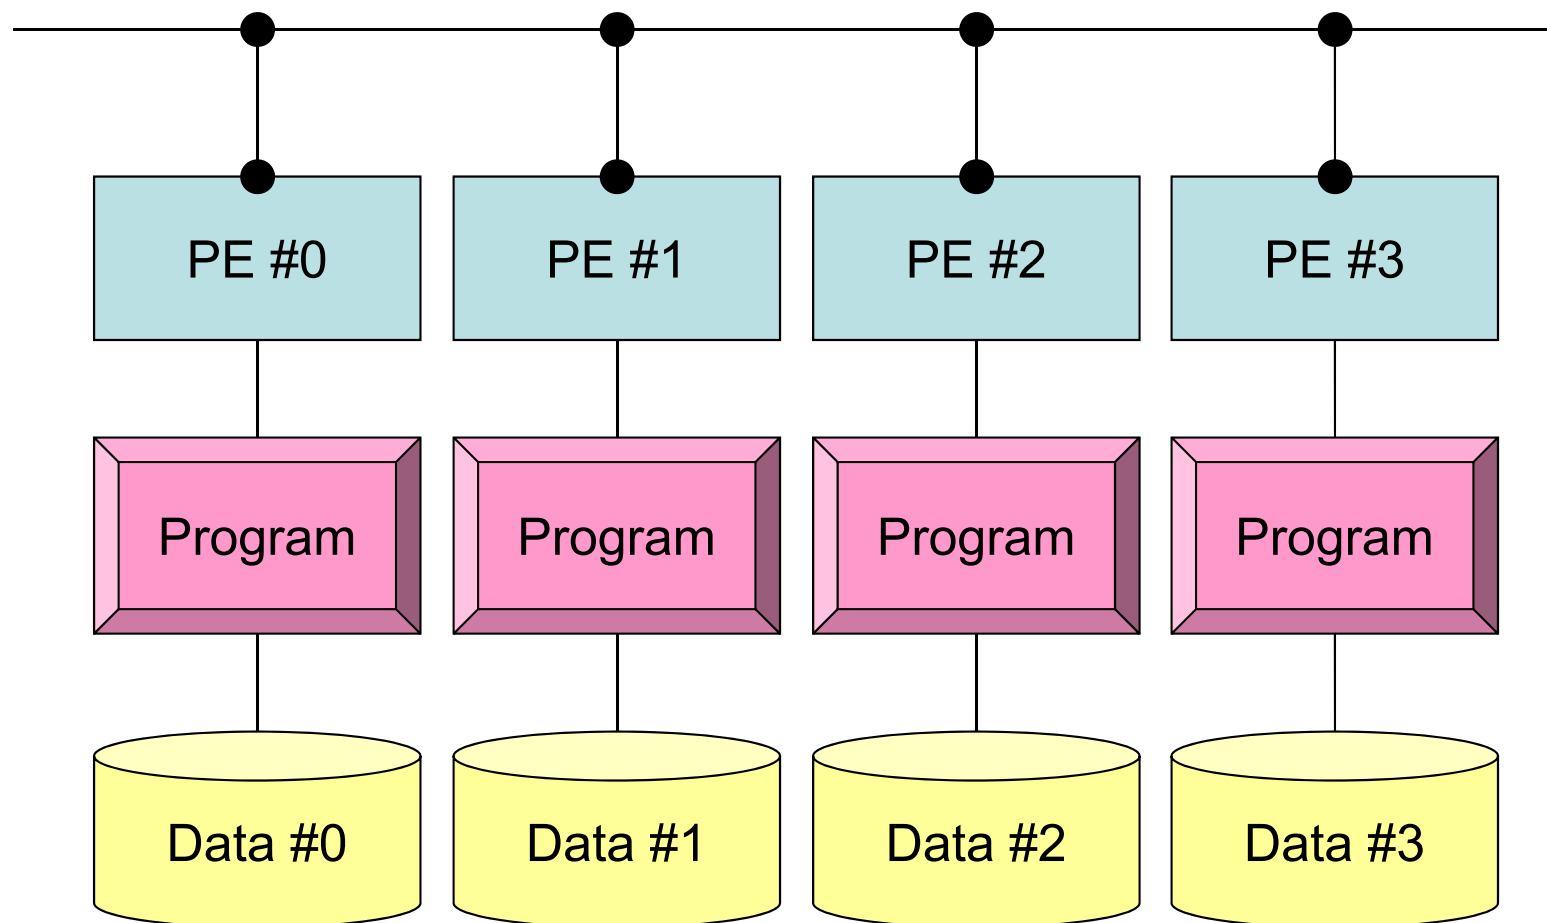 PE #0
PE #1
PE #2
PE #3
Program
Program
Program
Program
Data #0
Data #1
Data #2
Data #3